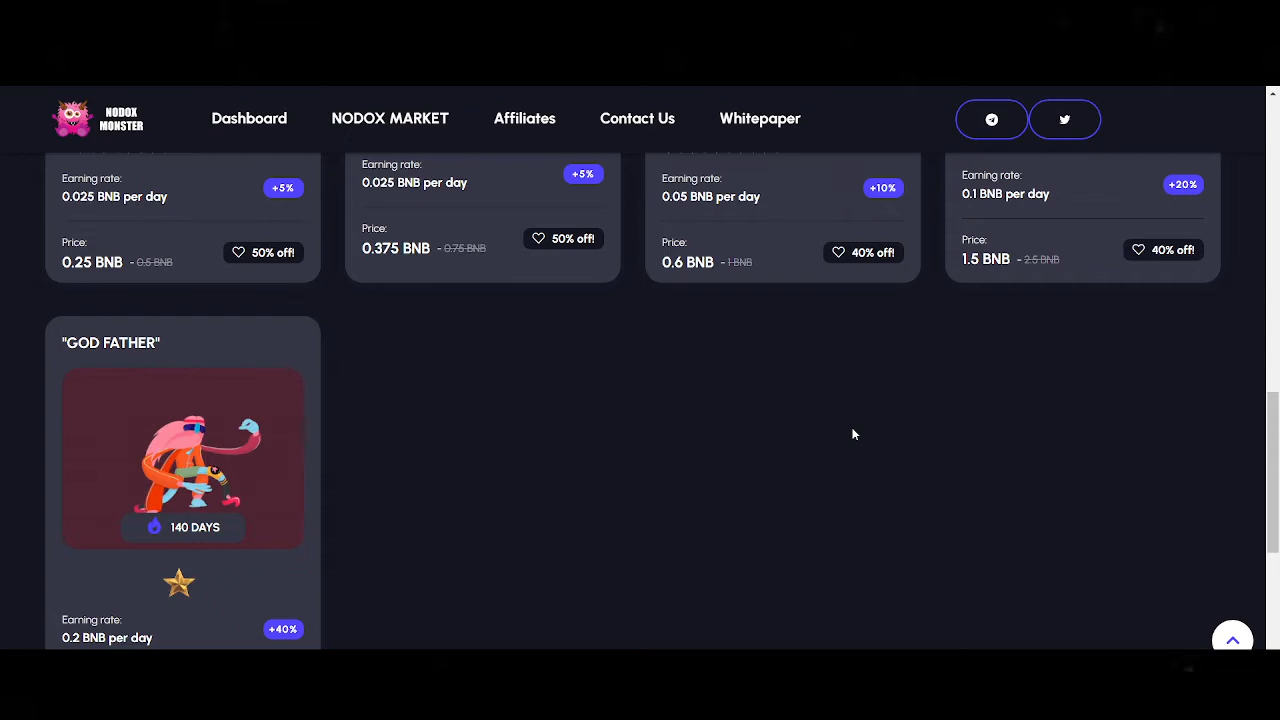 NODOX
MONSTER
Dashboard
NODOX MARKET
Affiliates
Contact Us
Whitepaper
Earning rate:
0.025 BNB per day
+5%
Price:
0.25 BNB - 0.5 BNB
50% off!
Earning rate:
0.025 BNB per day
+5%
Price:
0.375 BNB - 0.75 BNB
50% off!
Earning rate:
0.05 BNB per day
+10%
Price:
0.6 BNB - 1 BNB
40% off!
Earning rate:
0.1 BNB per day
+20%
Price:
1.5 BNB - 2.5 BNB
40% off!
"GOD FATHER"
140 DAYS
Earning rate:
0.2 BNB per day
+40%